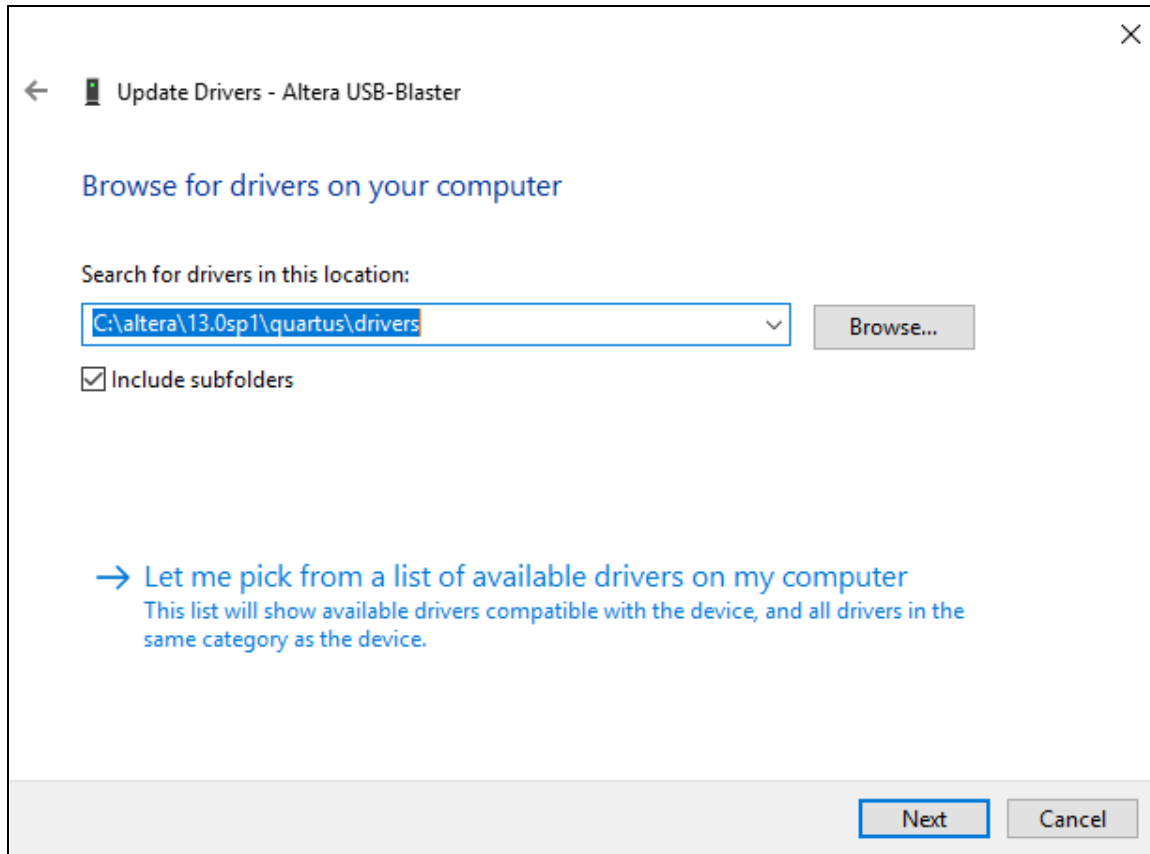 Update Drivers - Altera USB-Blaster
Browse for drivers on your computer
Search for drivers in this location:
C:\altera\13.0sp1\quartus\drivers
Browse...
Include subfolders
Let me pick from a list of available drivers on my computer
This list will show available drivers compatible with the device, and all drivers in the
same category as the device.
Next
Cancel